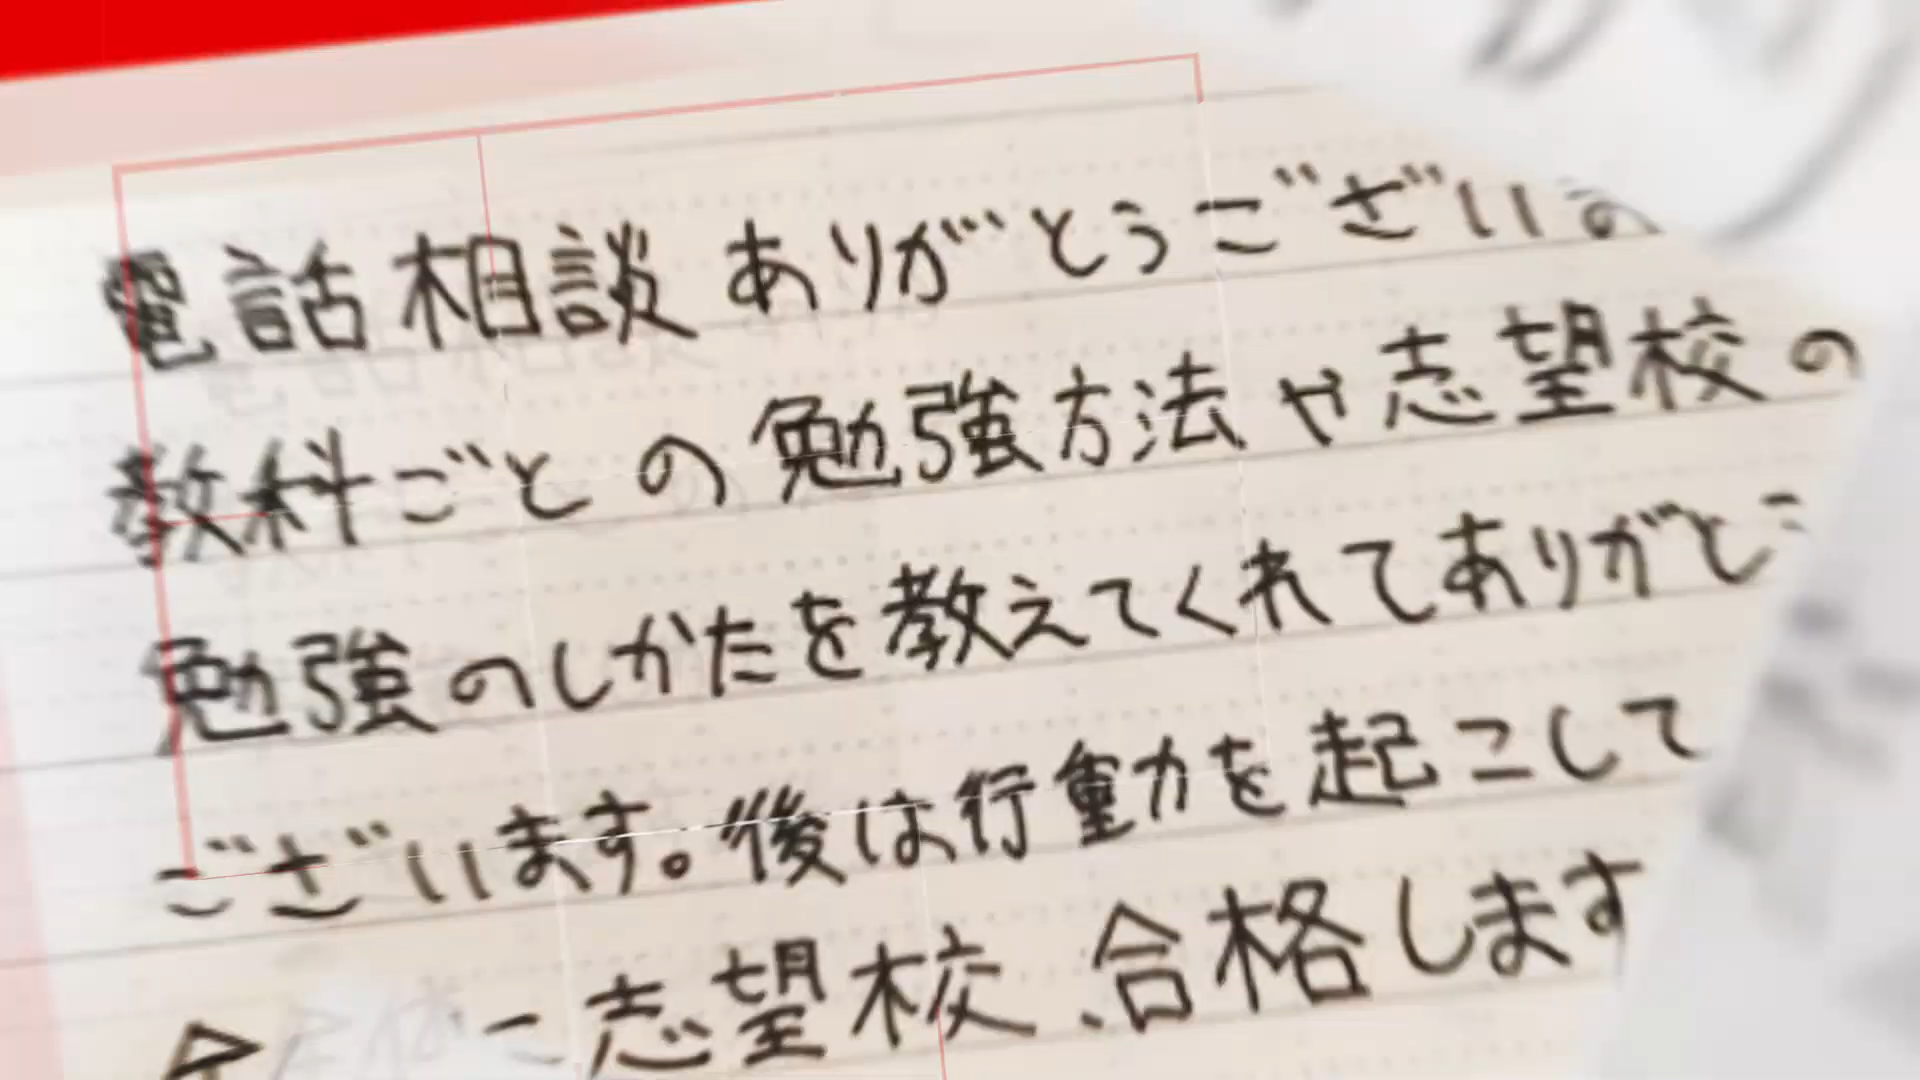 電話相談ありがとうございま
教科ごとの勉強方法や志望校の
勉強のしかたを教えてくれてありがとう
ございます。後は行動力を起こして
志望校、合格します